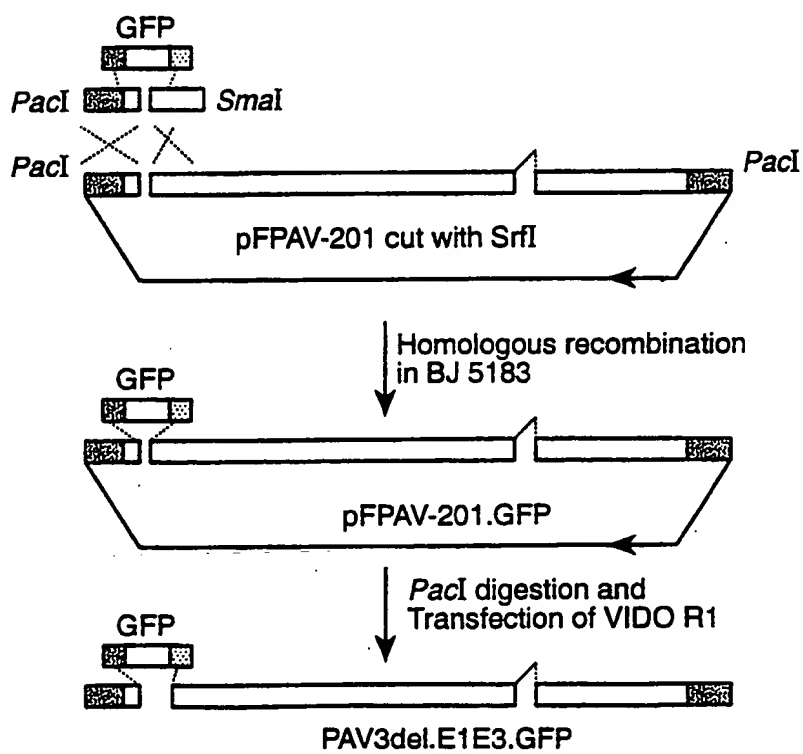 GFP
PacI SmaI
PacI PacI
pFPAV-201 cut with SrfI
Homologous recombination
in BJ 5183
GFP
pFPAV-201.GFP
PacI digestion and
Transfection of VIDO R1
GFP
PAV3del.E1E3.GFP